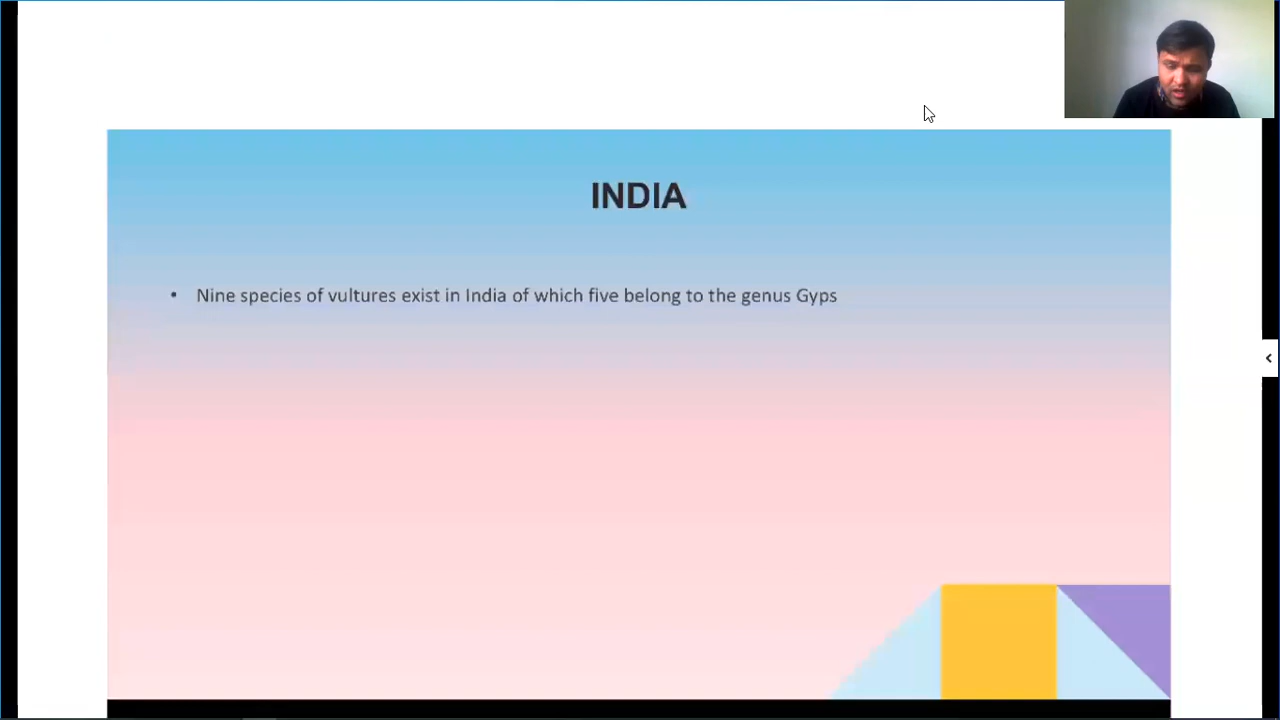 INDIA
• Nine species of vultures exist in India of which five belong to the genus Gyps